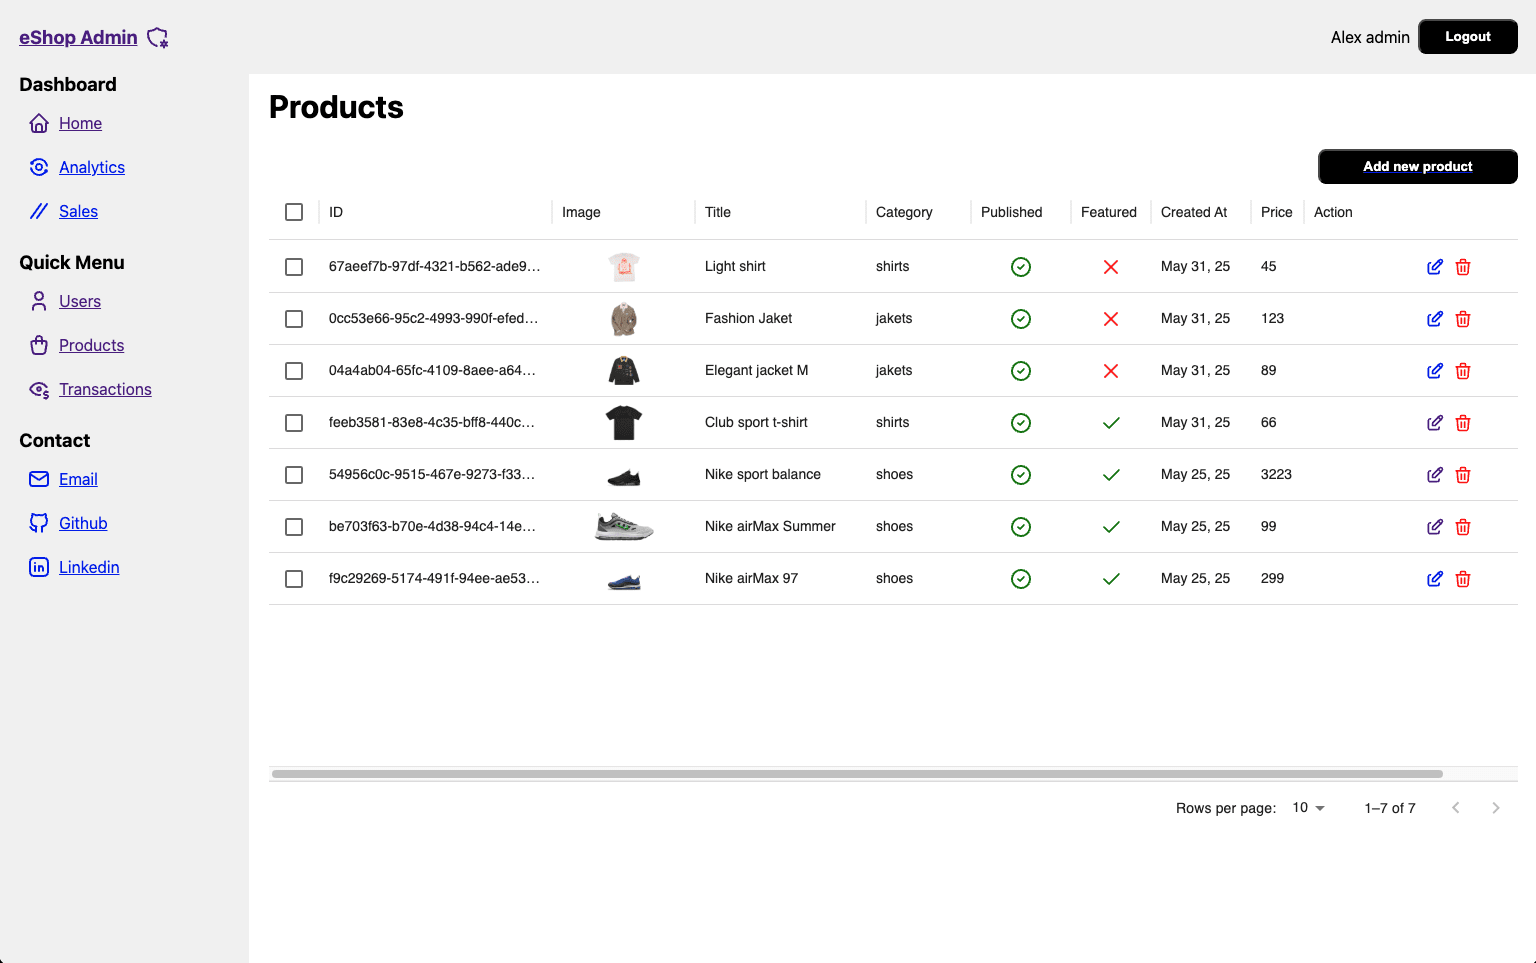 eShop Admin
Alex admin
Logout
Dashboard
Home
Analytics
Sales
Quick Menu
Users
Products
Transactions
Contact
Email
Github
Linkedin
Products
Add new product
ID Image Title Category Published Featured Created At Price Action
67aeef7b-97df-4321-b562-ade9… Light shirt shirts May 31, 25 45
0cc53e66-95c2-4993-990f-efed… Fashion Jaket jakets May 31, 25 123
04a4ab04-65fc-4109-8aee-a64… Elegant jacket M jakets May 31, 25 89
feeb3581-83e8-4c35-bff8-440c… Club sport t-shirt shirts May 31, 25 66
54956c0c-9515-467e-9273-f33… Nike sport balance shoes May 25, 25 3223
be703f63-b70e-4d38-94c4-14e… Nike airMax Summer shoes May 25, 25 99
f9c29269-5174-491f-94ee-ae53… Nike airMax 97 shoes May 25, 25 299
Rows per page: 10 1–7 of 7